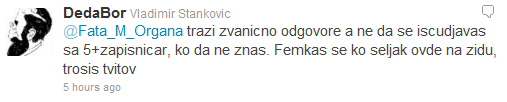 DedaBor Vladimir Stankovic
@Fata_M_Organa trazi zvanicno odgovore a ne da se iscudjavas
sa 5+zapisnicar, ko da ne znas. Femkas se ko seljak ovde na zidu,
trosis tvitov
5 hours ago